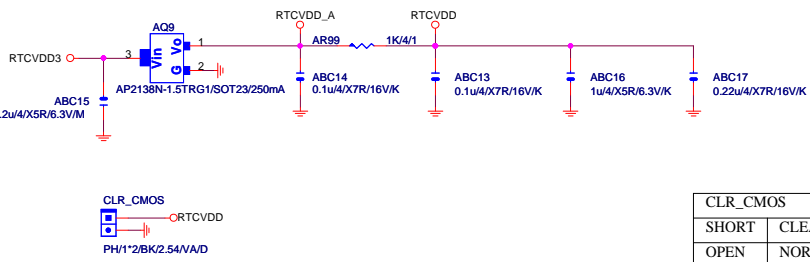 RTCVDD_A
RTCVDD
AQ9
RTCVDD3
3
Vin
Vo
G
1
2
AR99
1K/4/1
AP2138N-1.5TRG1/SOT23/250mA
ABC15
.2u/4/X5R/6.3V/M
ABC14
0.1u/4/X7R/16V/K
ABC13
0.1u/4/X7R/16V/K
ABC16
1u/4/X5R/6.3V/K
ABC17
0.22u/4/X7R/16V/K
CLR_CMOS
RTCVDD
PH/1*2/BK/2.54/VA/D
CLR_CMOS
SHORT
OPEN